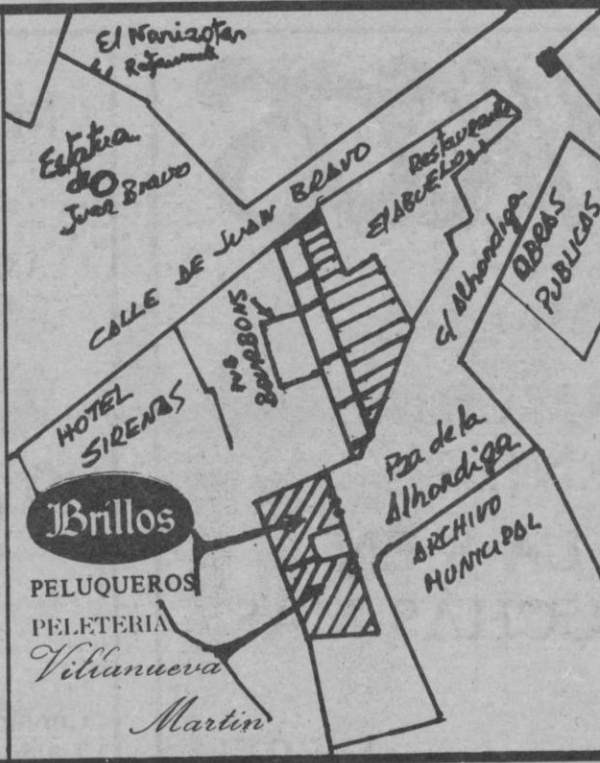 El Narizotas
Estatua
de
Juan Bravo
CALLE DE JUAN BRAVO
Restaurante
El ABUELO
c/ Alhondiga
OBRAS
PUBLICAS
BOURBONS
HOTEL
SIRENAS
Pza de la
Alhondiga
ARCHIVO
MUNICIPAL
Brillos
PELUQUEROS
PELETERIA
Villanueva
Martin